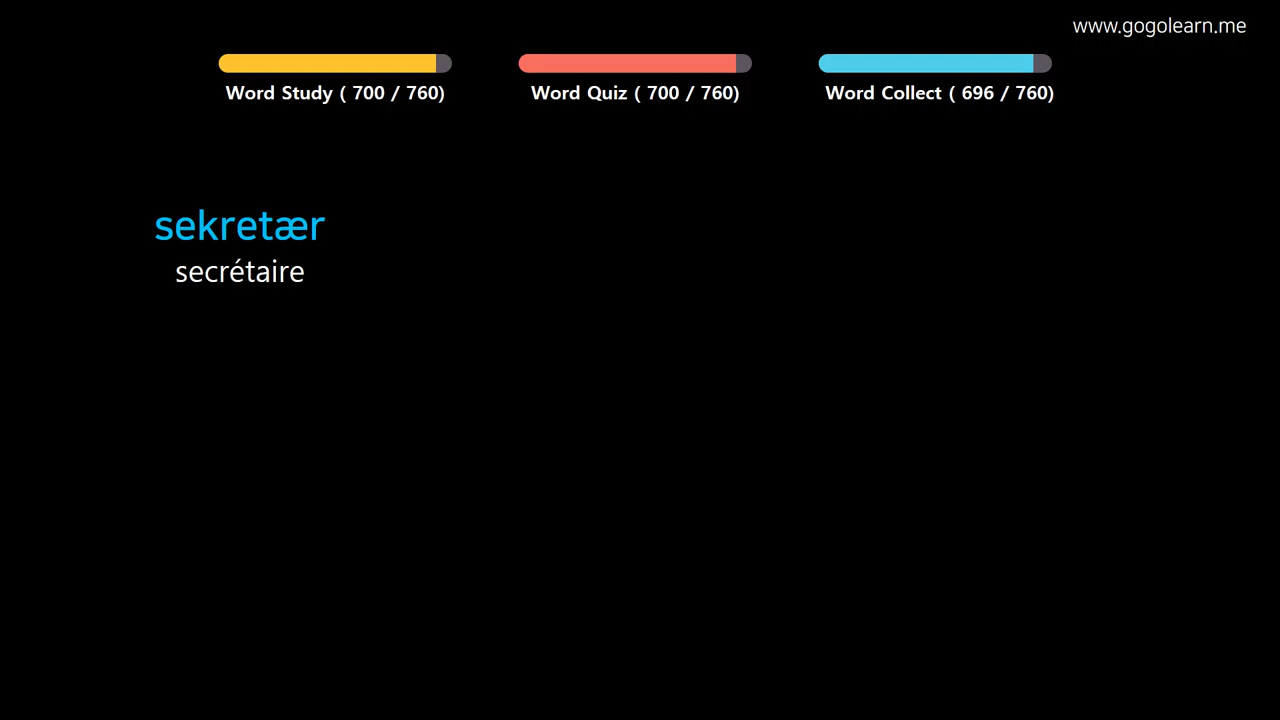 www.gogolearn.me
Word Study ( 700 / 760)
Word Quiz ( 700 / 760)
Word Collect ( 696 / 760)
sekretær
secrétaire